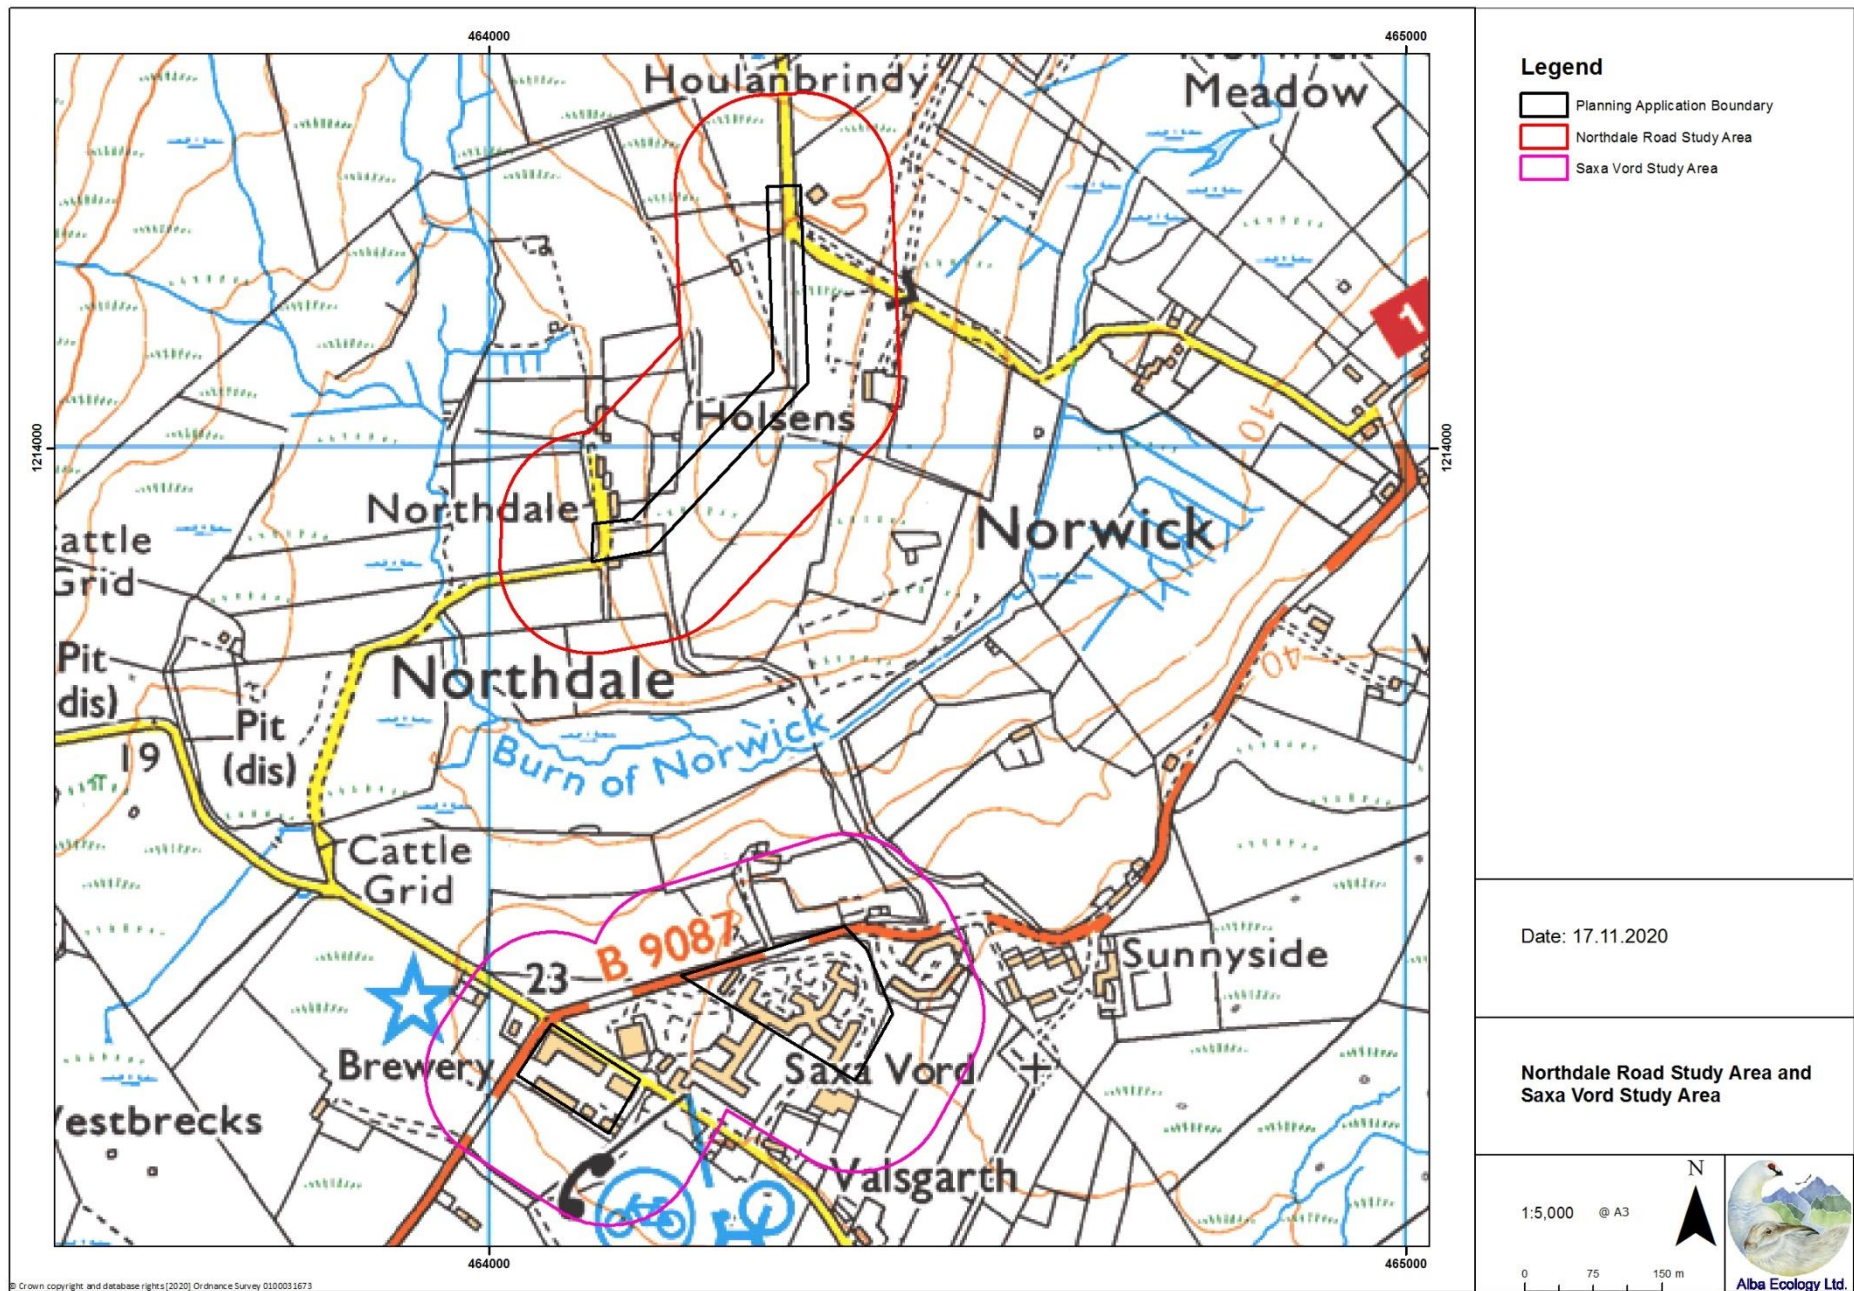 464000
465000
Houlanbrindy
Meadow
1
1214000
1214000
Holsens
10
Northdale
Norwick
attle
Grid
Pit
(dis)
40
Northdale
Pit
(dis)
19
Burn of Norwick
Cattle
Grid
B 9087
23
Sunnyside
Brewery
Saxa Vord
estbrecks
Valsgarth
464000
465000
© Crown copyright and database rights [2020] Ordnance Survey 0100031673
Legend
Planning Application Boundary
Northdale Road Study Area
Saxa Vord Study Area
Date: 17.11.2020
Northdale Road Study Area and
Saxa Vord Study Area
1:5,000 @ A3
N
0 75 150 m
Alba Ecology Ltd.